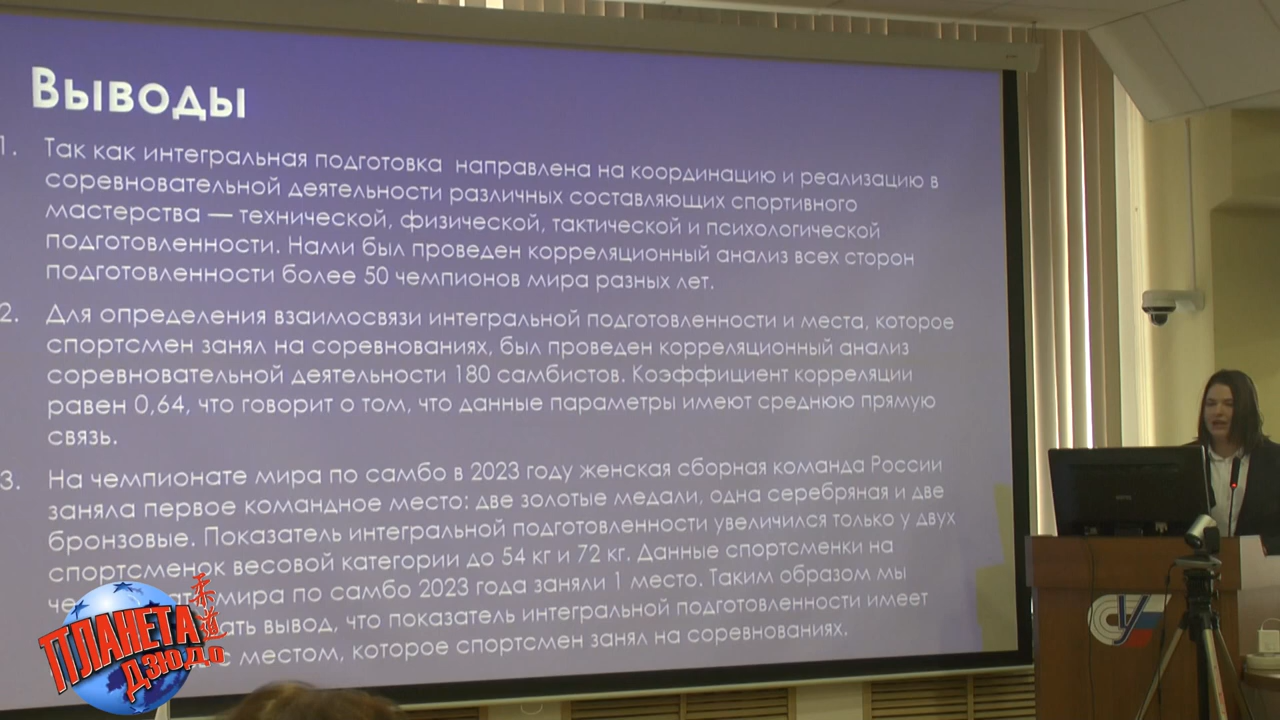 Выводы
1. Так как интегральная подготовка направлена на координацию и реализацию в
соревновательной деятельности различных составляющих спортивного
мастерства — технической, физической, тактической и психологической
подготовленности. Нами был проведен корреляционный анализ всех сторон
подготовленности более 50 чемпионов мира разных лет.
2. Для определения взаимосвязи интегральной подготовленности и места, которое
спортсмен занял на соревнованиях, был проведен корреляционный анализ
соревновательной деятельности 180 самбистов. Коэффициент корреляции
равен 0,64, что говорит о том, что данные параметры имеют среднюю прямую
связь.
3. На чемпионате мира по самбо в 2023 году женская сборная команда России
заняла первое командное место: две золотые медали, одна серебряная и две
бронзовые. Показатель интегральной подготовленности увеличился только у двух
спортсменок весовой категории до 54 кг и 72 кг. Данные спортсменки на
мира по самбо 2023 года заняли 1 место. Таким образом мы
вывод, что показатель интегральной подготовленности имеет
с местом, которое спортсмен занял на соревнованиях.
ПЛАНЕТА
ДЗЮДО
柔道